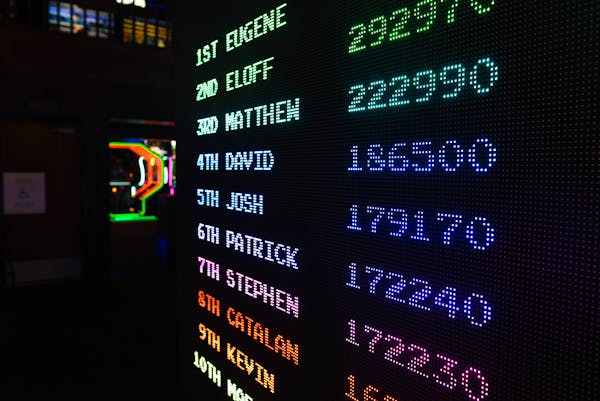 1ST EUGENE
2ND ELOFF 292970
3RD MATTHEW 222990
4TH DAVID 186500
5TH JOSH 179170
6TH PATRICK 172240
7TH STEPHEN 172230
8TH CATALAN
9TH KEVIN
10TH